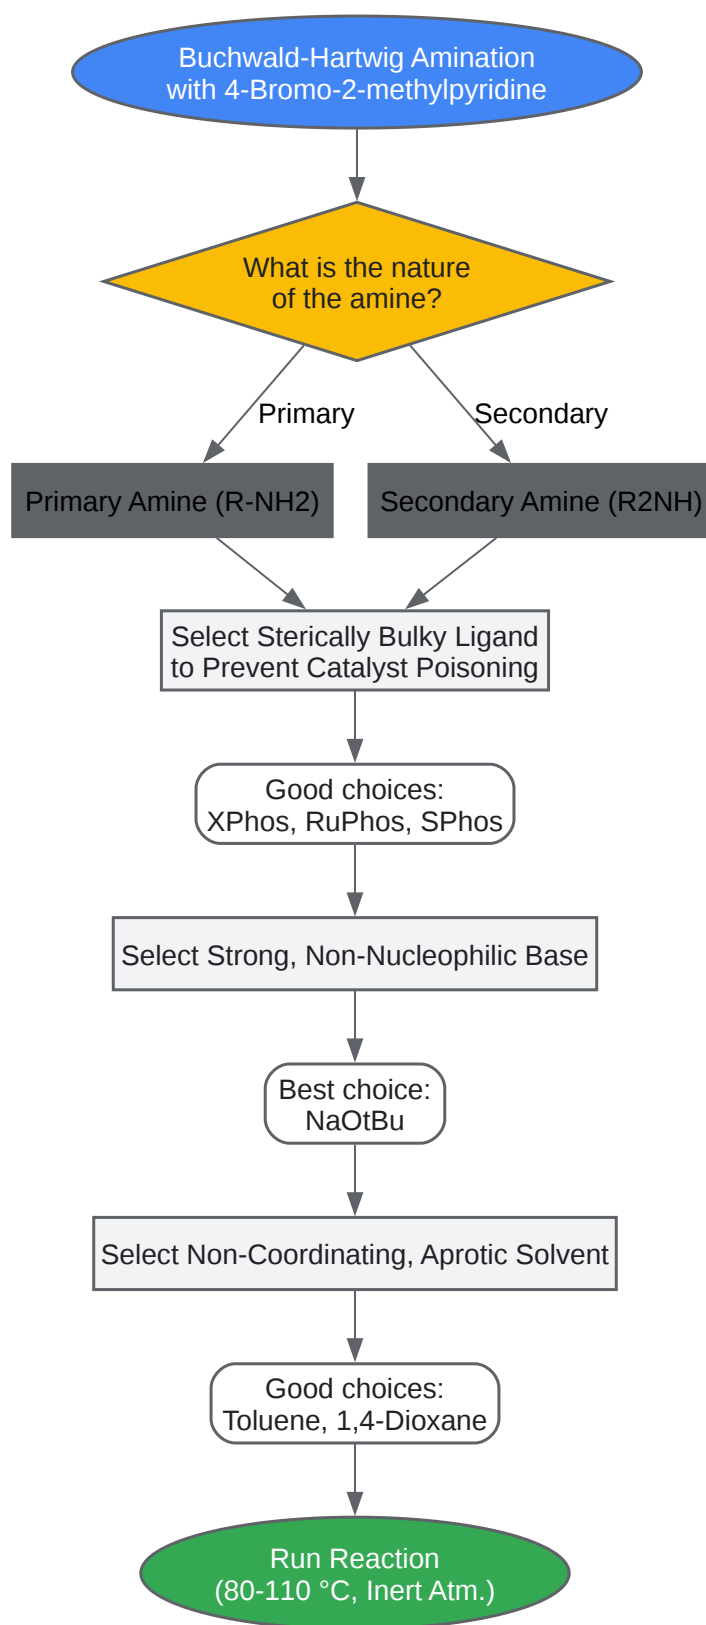 Buchwald-Hartwig Amination
with 4-Bromo-2-methylpyridine
What is the nature
of the amine?
Primary
Secondary
Primary Amine (R-NH2)
Secondary Amine (R2NH)
Select Sterically Bulky Ligand
to Prevent Catalyst Poisoning
Good choices:
XPhos, RuPhos, SPhos
Select Strong, Non-Nucleophilic Base
Best choice:
NaOtBu
Select Non-Coordinating, Aprotic Solvent
Good choices:
Toluene, 1,4-Dioxane
Run Reaction
(80-110 °C, Inert Atm.)